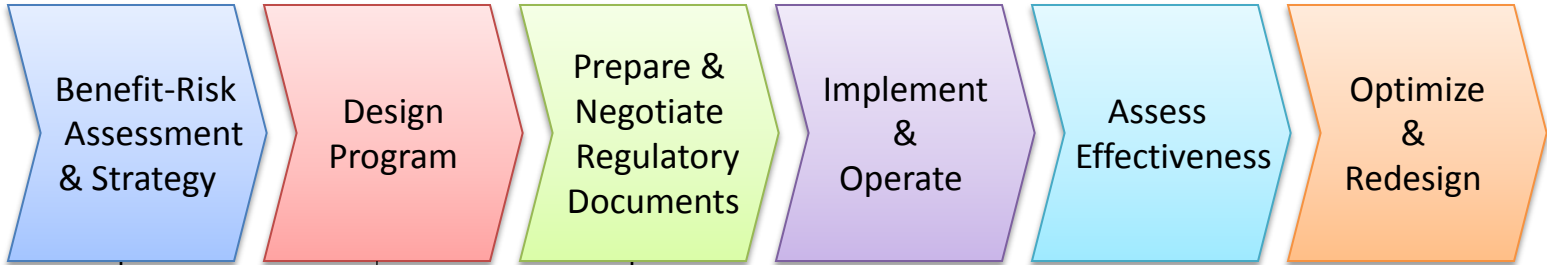 Benefit-Risk
Assessment
& Strategy
Design
Program
Prepare &
Negotiate
Regulatory
Documents
Implement
&
Operate
Assess
Effectiveness
Optimize
&
Redesign